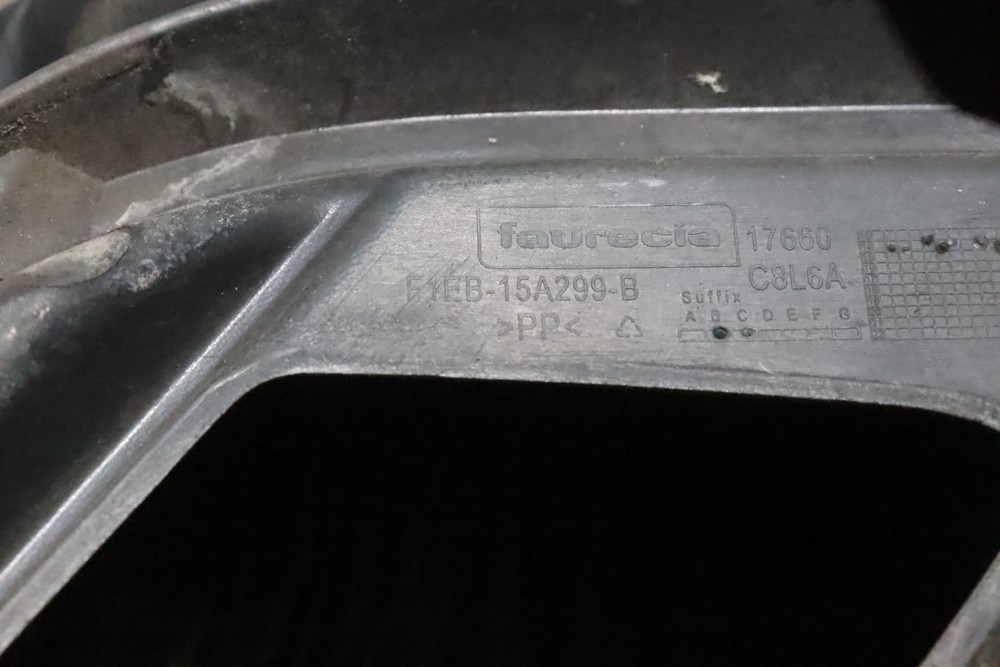 faurecia 17660
C8L6A
F1EB-15A299-B
Suffix
A B C D E F G
>PP<